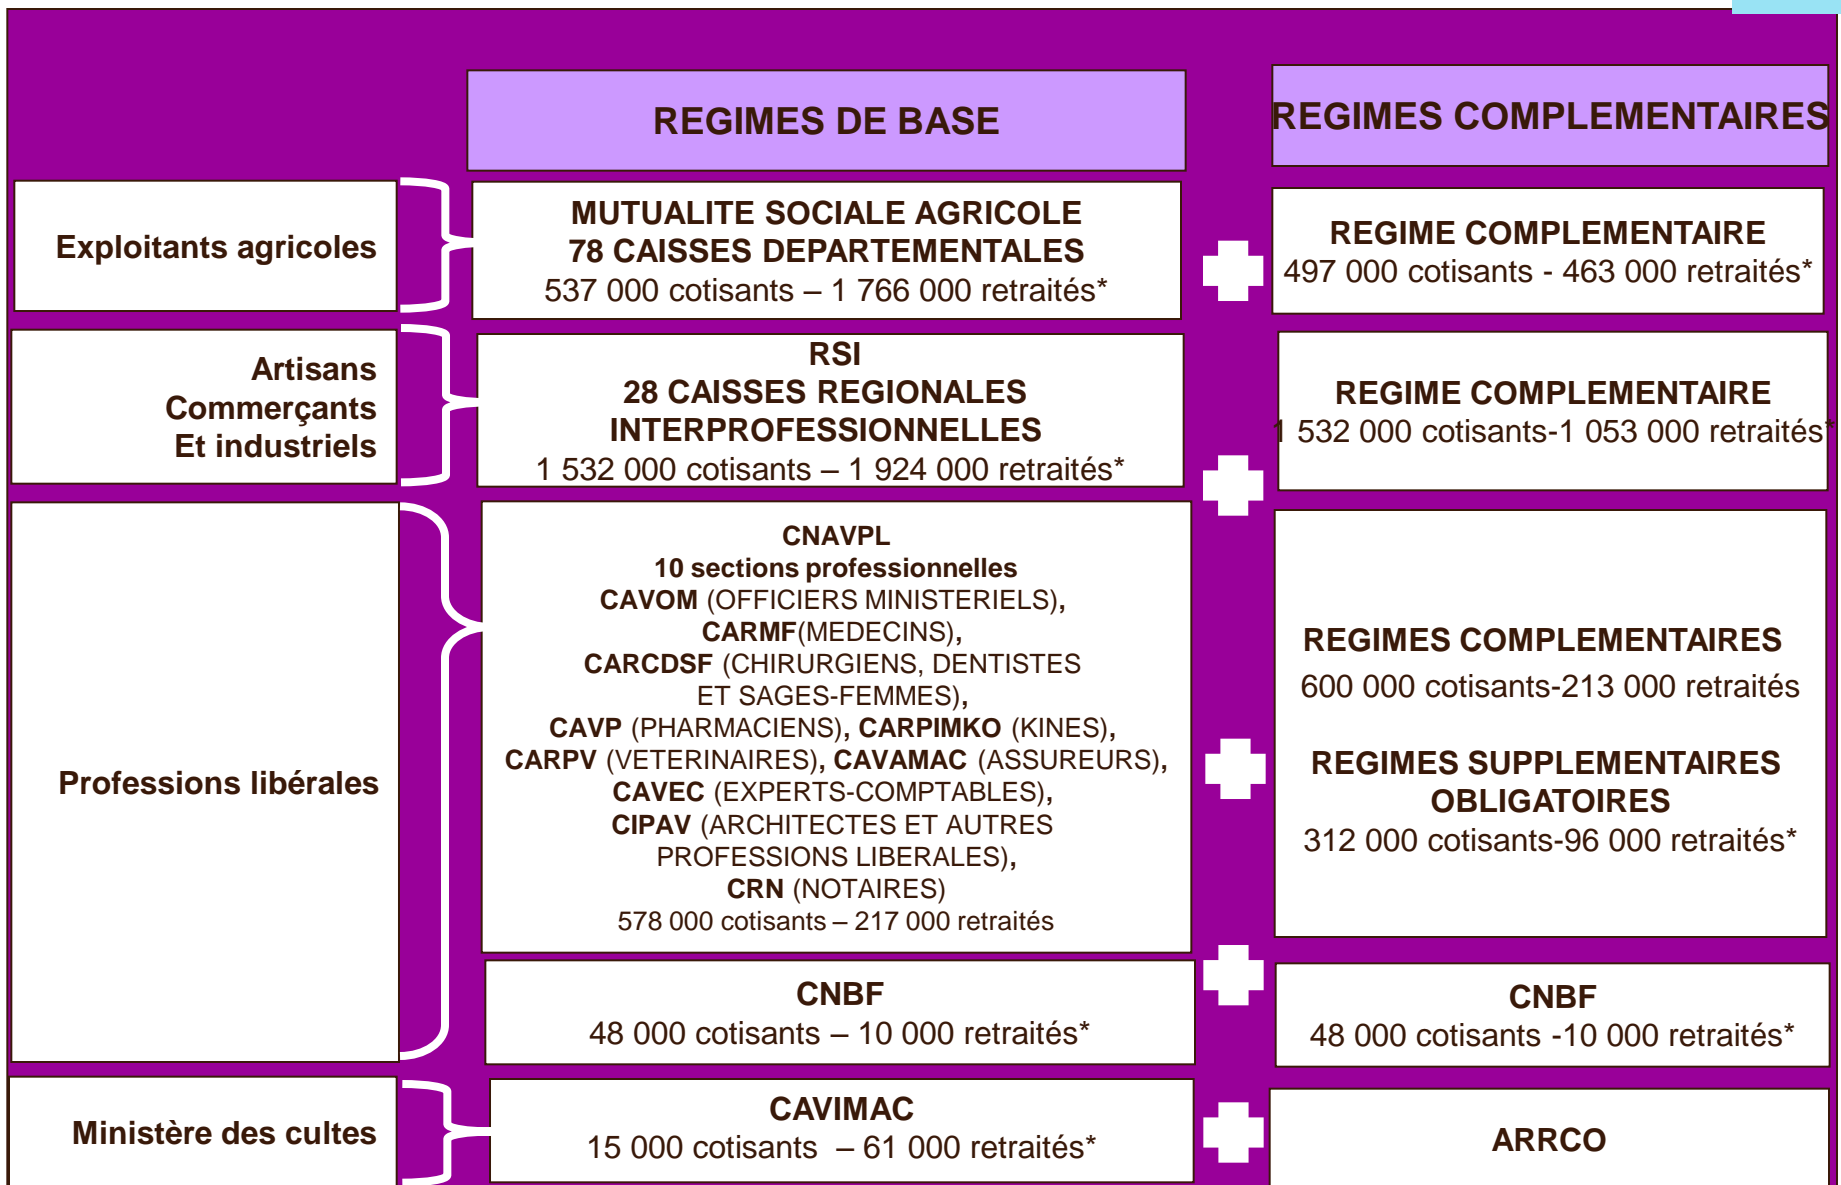 REGIMES DE BASE
REGIMES COMPLEMENTAIRES
Exploitants agricoles
MUTUALITE SOCIALE AGRICOLE
78 CAISSES DEPARTEMENTALES
537 000 cotisants – 1 766 000 retraités*
REGIME COMPLEMENTAIRE
497 000 cotisants - 463 000 retraités*
Artisans
Commerçants
Et industriels
RSI
28 CAISSES REGIONALES
INTERPROFESSIONNELLES
1 532 000 cotisants – 1 924 000 retraités*
REGIME COMPLEMENTAIRE
1 532 000 cotisants-1 053 000 retraités*
Professions libérales
CNAVPL
10 sections professionnelles
CAVOM (OFFICIERS MINISTERIELS),
CARMF(MEDECINS),
CARCDSF (CHIRURGIENS, DENTISTES
ET SAGES-FEMMES),
CAVP (PHARMACIENS), CARPIMKO (KINES),
CARPV (VETERINAIRES), CAVAMAC (ASSUREURS),
CAVEC (EXPERTS-COMPTABLES),
CIPAV (ARCHITECTES ET AUTRES
PROFESSIONS LIBERALES),
CRN (NOTAIRES)
578 000 cotisants – 217 000 retraités
REGIMES COMPLEMENTAIRES
600 000 cotisants-213 000 retraités
REGIMES SUPPLEMENTAIRES
OBLIGATOIRES
312 000 cotisants-96 000 retraités*
CNBF
48 000 cotisants – 10 000 retraités*
CNBF
48 000 cotisants -10 000 retraités*
Ministère des cultes
CAVIMAC
15 000 cotisants – 61 000 retraités*
ARRCO